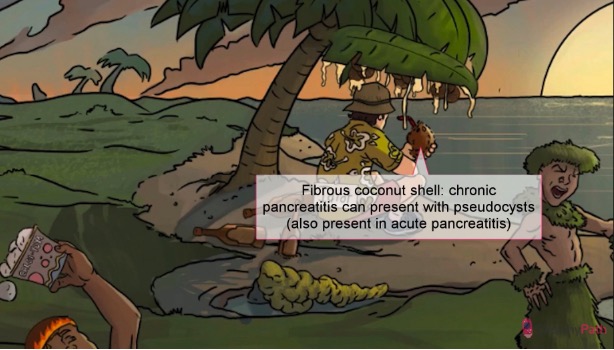 Fibrous coconut shell: chronic
pancreatitis can present with pseudocysts
(also present in acute pancreatitis)